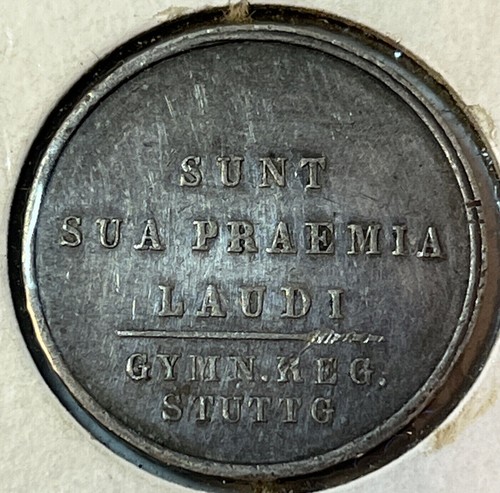 SUNT
SUA PRAEMIA
LAUDI
GYMN. REG.
STUTTG.